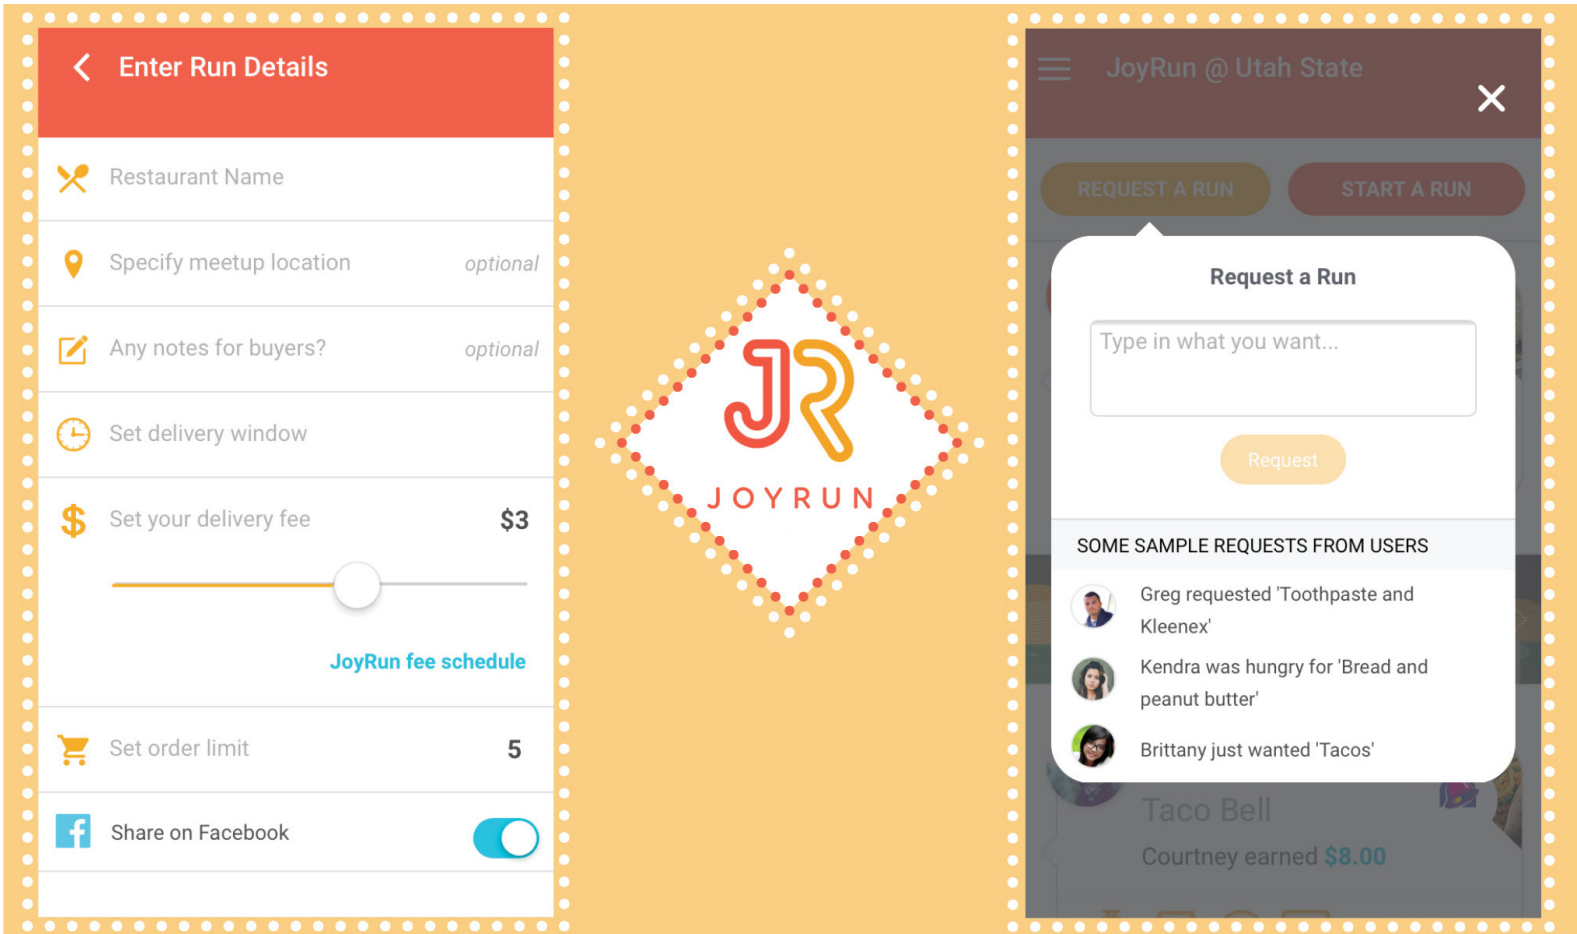 Enter Run Details
Restaurant Name
Specify meetup location optional
Any notes for buyers? optional
Set delivery window
Set your delivery fee $3
JoyRun fee schedule
Set order limit 5
Share on Facebook
JR
JOYRUN
JoyRun @ Utah State
REQUEST A RUN START A RUN
Request a Run
Type in what you want...
Request
SOME SAMPLE REQUESTS FROM USERS
Greg requested 'Toothpaste and
Kleenex'
Kendra was hungry for 'Bread and
peanut butter'
Brittany just wanted 'Tacos'
Taco Bell
Courtney earned $8.00